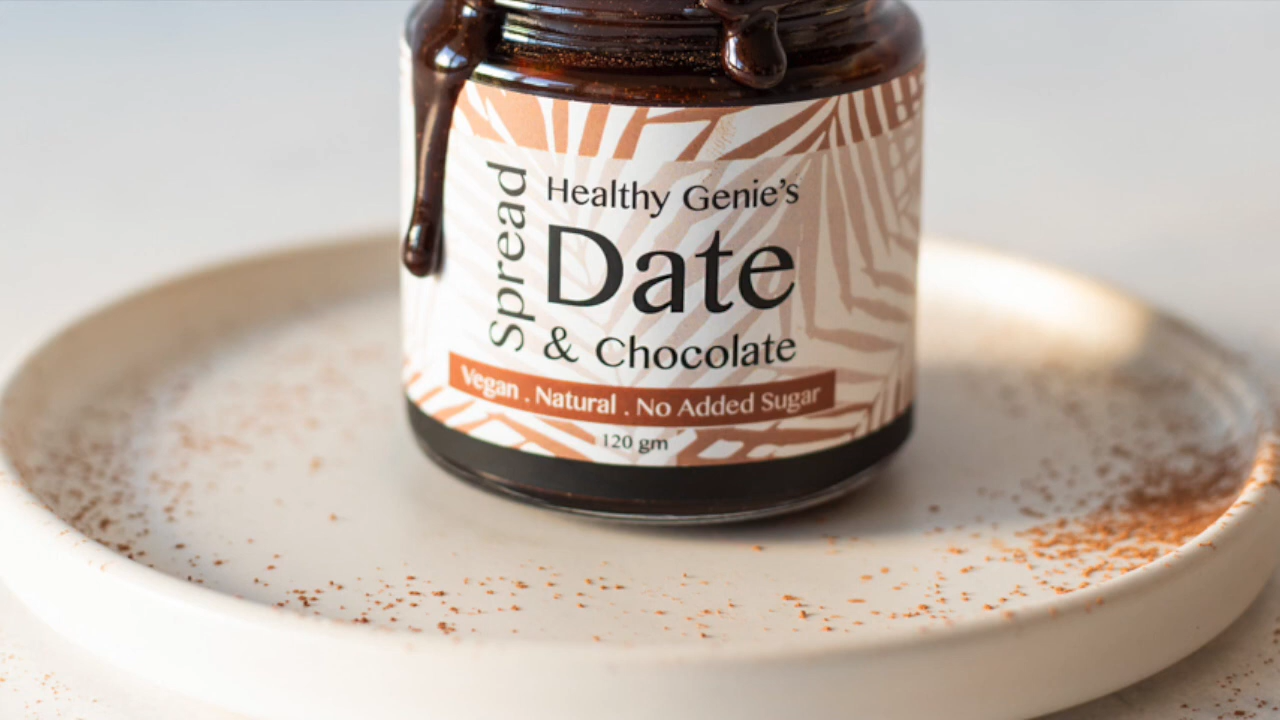 Spread
Healthy Genie's
Date
& Chocolate
Vegan . Natural . No Added Sugar
120 gm